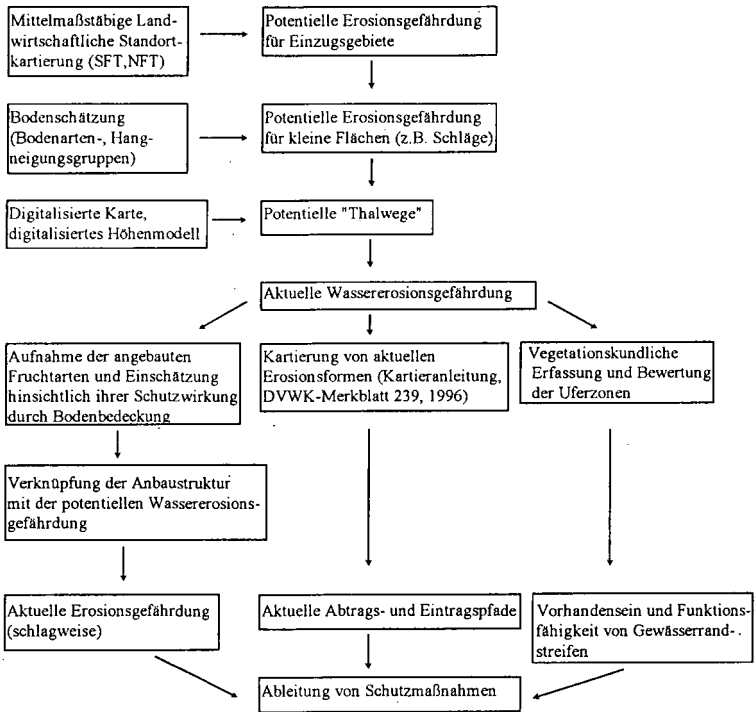 Mittelmaßstäbige Land-
wirtschaftliche Standort-
kartierung (SFT,NFT)
Potentielle Erosionsgefährdung
für Einzugsgebiete
Bodenschätzung
(Bodenarten-, Hang-
neigungsgruppen)
Potentielle Erosionsgefährdung
für kleine Flächen (z.B. Schläge)
Digitalisierte Karte,
digitalisiertes Höhenmodell
Potentielle "Thalwege"
Aktuelle Wassererosionsgefährdung
Aufnahme der angebauten
Fruchtarten und Einschätzung
hinsichtlich ihrer Schutzwirkung
durch Bodenbedeckung
Kartierung von aktuellen
Erosionsformen (Kartieranleitung,
DVWK-Merkblatt 239, 1996)
Vegetationskundliche
Erfassung und Bewertung
der Uferzonen
Verknüpfung der Anbaustruktur
mit der potentiellen Wassererosions-
gefährdung
Aktuelle Erosionsgefährdung
(schlagweise)
Aktuelle Abtrags- und Eintragspfade
Vorhandensein und Funktions-
fähigkeit von Gewässerrand-
streifen
Ableitung von Schutzmaßnahmen